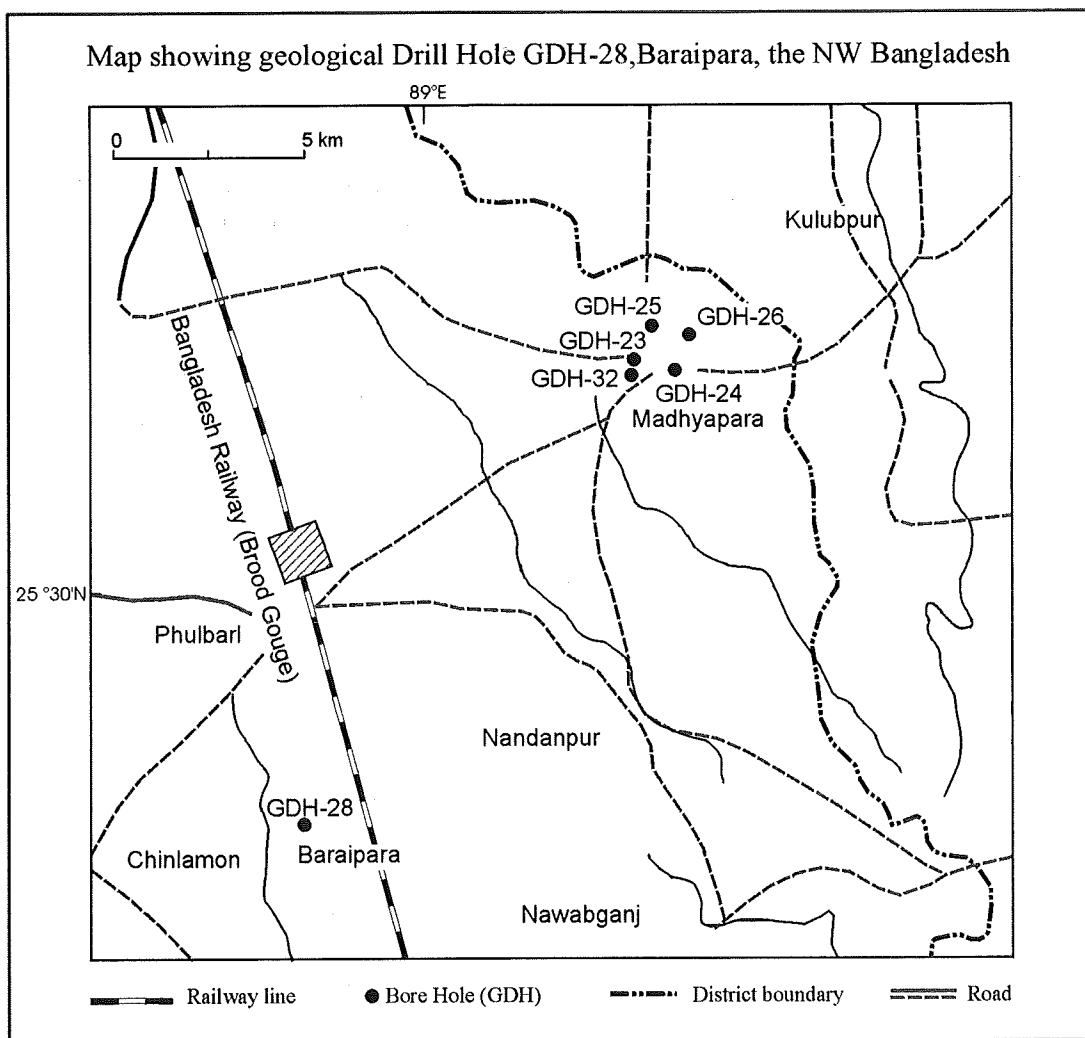 Map showing geological Drill Hole GDH-28,Baraipara, the NW Bangladesh
89°E
0 5 km
Kulubpur
GDH-25
GDH-26
GDH-23
GDH-32
GDH-24
Madhyapara
Bangladesh Railway (Brood Gouge)
25 °30'N
Phulbarl
Nandanpur
GDH-28
Chinlamon
Baraipara
Nawabganj
Railway line
Bore Hole (GDH)
District boundary
Road